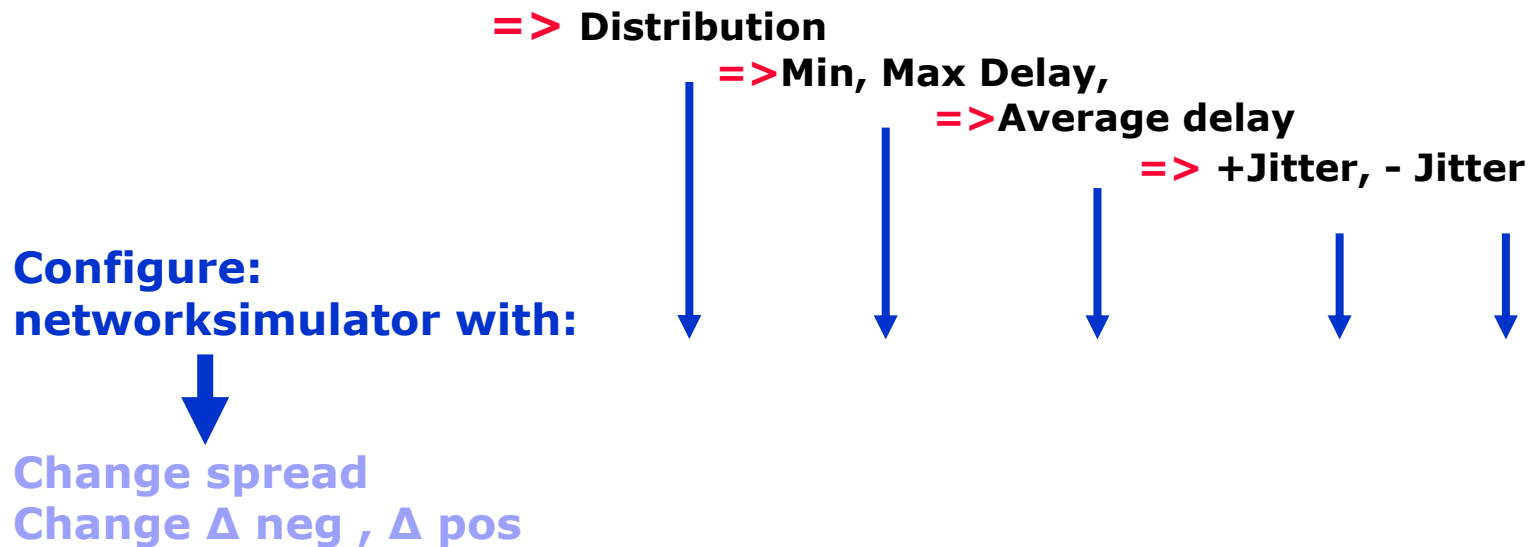 => Distribution
=>Min, Max Delay,
=>Average delay
=> +Jitter, - Jitter
Configure:
networksimulator with:
Change spread
Change Δ neg , Δ pos